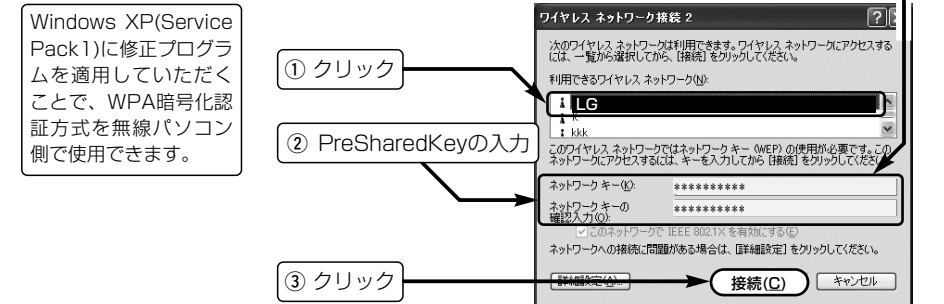 Windows XP(Service
Pack1)に修正プログラ
ムを適用していただく
ことで、WPA暗号化認
証方式を無線パソコン
側で使用できます。
① クリック
② PreSharedKeyの入力
③ クリック
ワイヤレス ネットワーク接続 2
次のワイヤレス ネットワークは利用できます。ワイヤレス ネットワークにアクセスする
には、一覧から選択してから、[接続] をクリックしてください。
利用できるワイヤレス ネットワーク(N):
LG
kkk
このワイヤレス ネットワークではネットワーク キー (WEP) の使用が必要です。この
ネットワークにアクセスするには、キーを入力してから [接続] をクリックしてください。
ネットワーク キー(K):
**********
ネットワーク キーの
確認入力(O):
**********
このネットワークで IEEE 802.1X を有効にする(E)
ネットワークへの接続に問題がある場合は、[詳細設定] をクリックしてください。
詳細設定(A)...
接続(C)
キャンセル